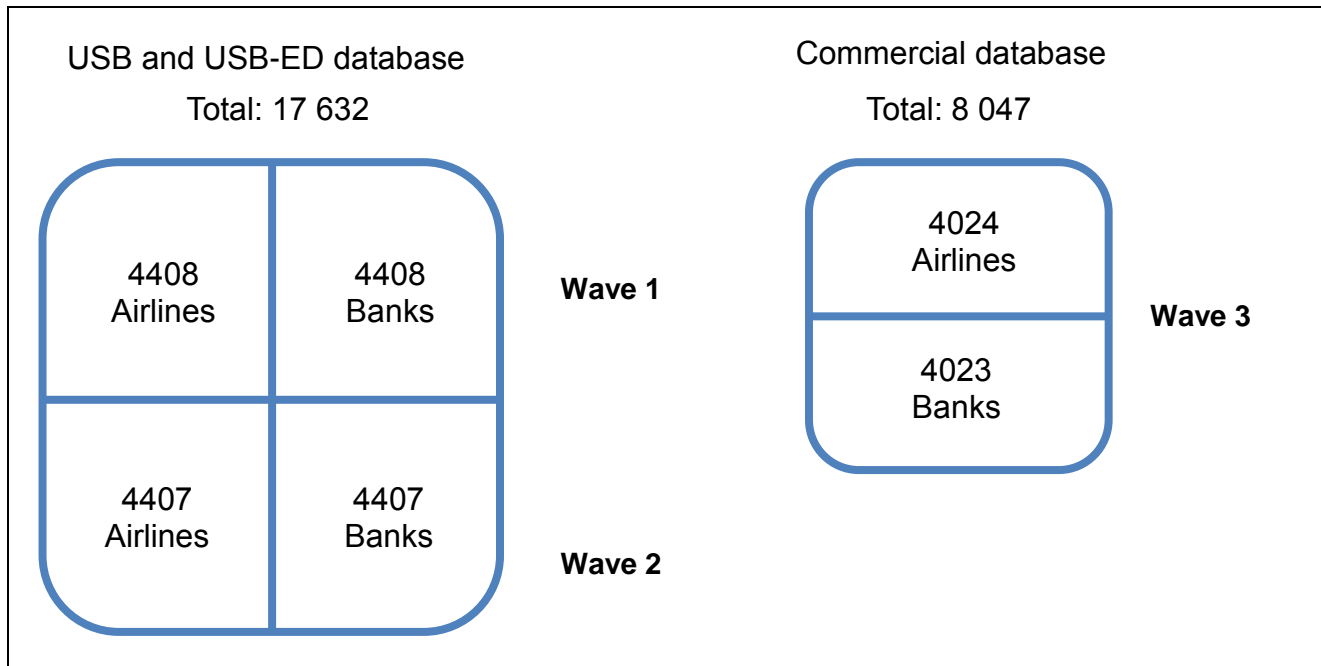 USB and USB-ED database
Total: 17 632
4408
Airlines
4408
Banks
Wave 1
4407
Airlines
4407
Banks
Wave 2
Commercial database
Total: 8 047
4024
Airlines
4023
Banks
Wave 3